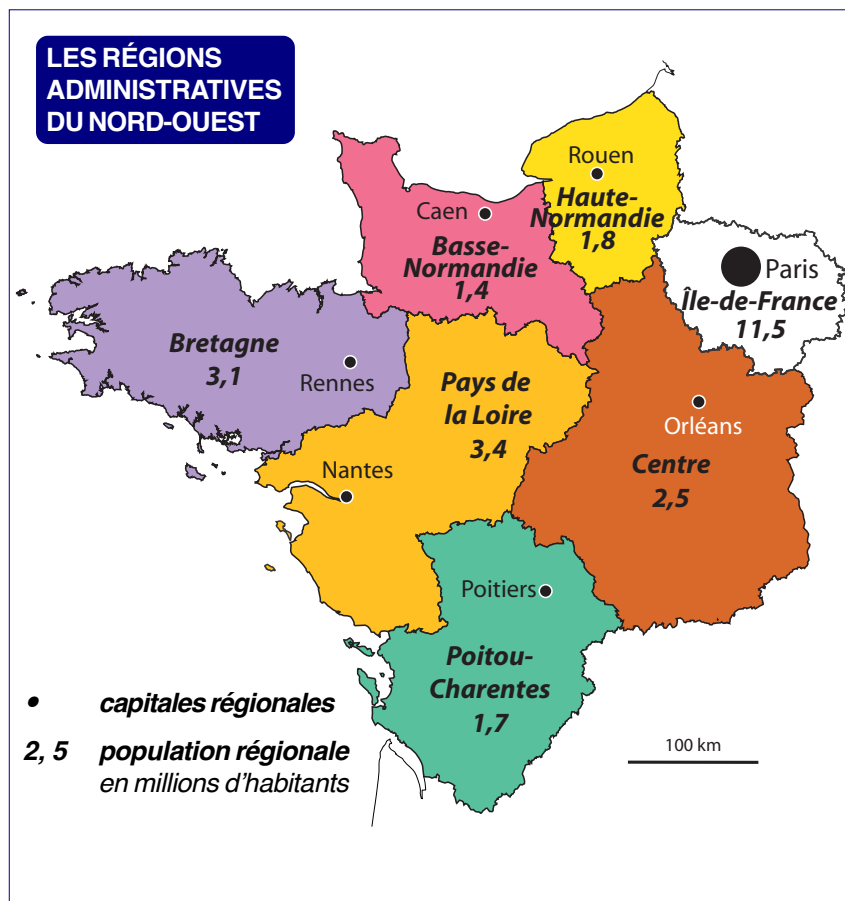 LES RÉGIONS
ADMINISTRATIVES
DU NORD-OUEST
Rouen
Haute-
Normandie
1,8
Caen
Basse-
Normandie
1,4
Paris
Île-de-France
11,5
Bretagne
3,1
Rennes
Pays de
la Loire
3,4
Nantes
Orléans
Centre
2,5
Poitiers
Poitou-
Charentes
1,7
• capitales régionales
2, 5 population régionale
en millions d'habitants
100 km